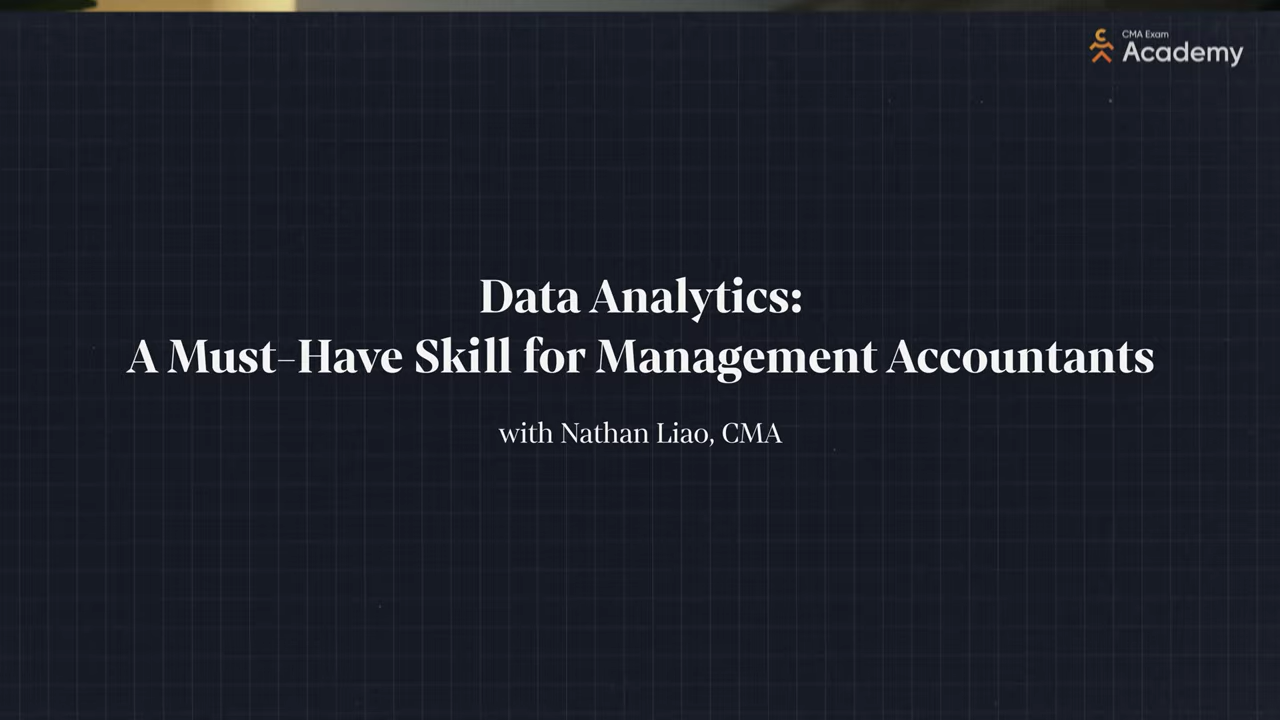 CMA Exam
Academy
Data Analytics:
A Must-Have Skill for Management Accountants
with Nathan Liao, CMA